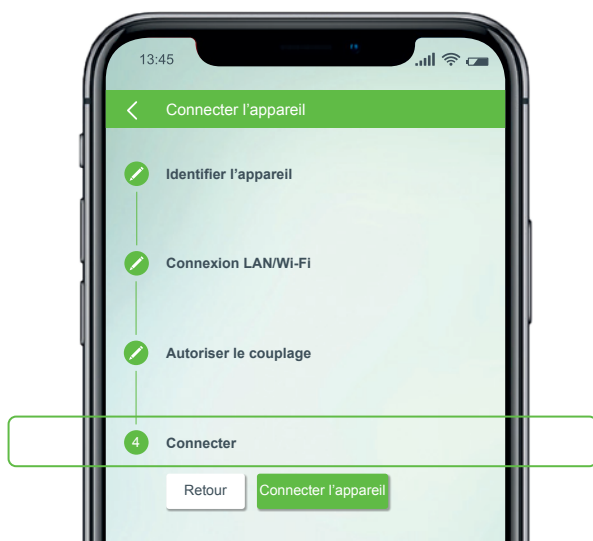 13:45
Connecter l’appareil
Identifier l’appareil
Connexion LAN/Wi-Fi
Autoriser le couplage
4 Connecter
Retour Connecter l’appareil